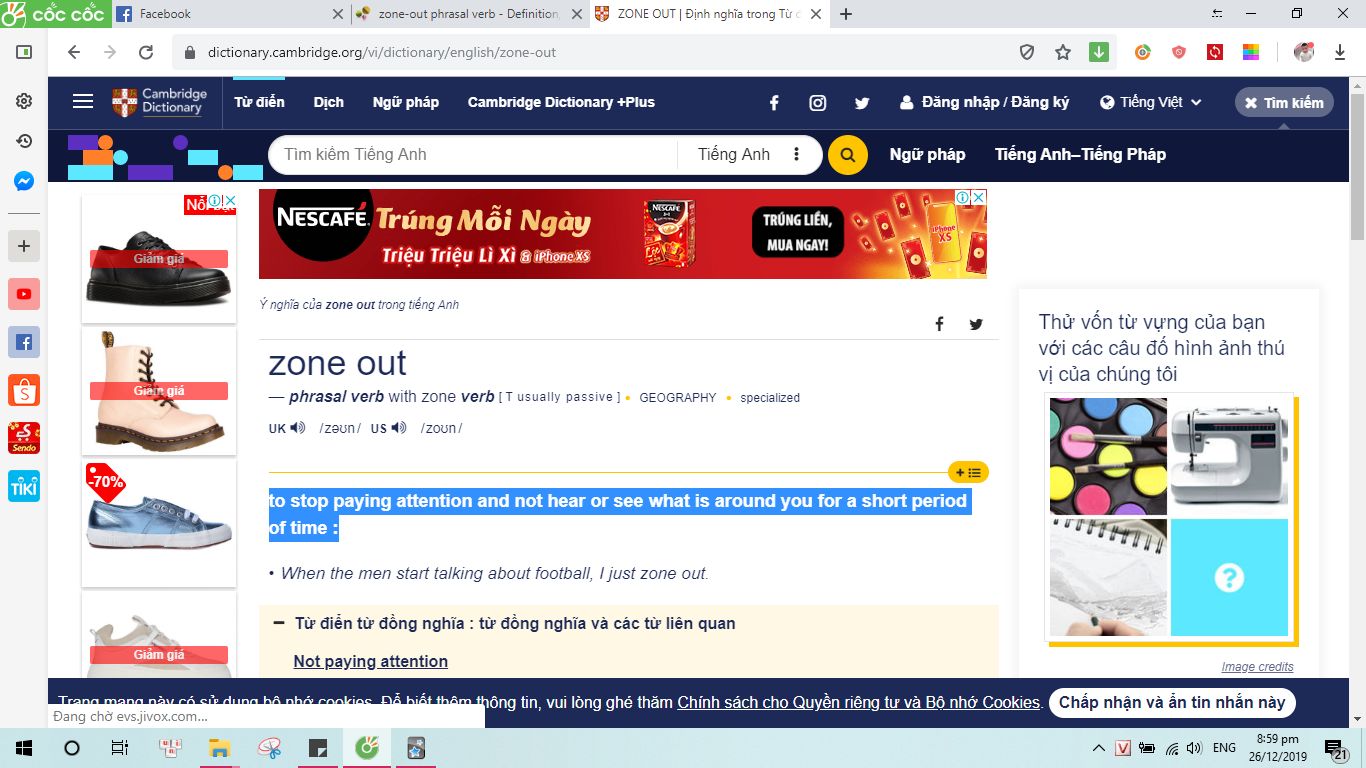 cốc cốc
Facebook
zone-out phrasal verb - Definition,
ZONE OUT | Định nghĩa trong Từ
dictionary.cambridge.org/vi/dictionary/english/zone-out
Cambridge
Dictionary
Từ điển
Dịch
Ngữ pháp
Cambridge Dictionary +Plus
Đăng nhập / Đăng ký
Tiếng Việt
Tìm kiếm
Tìm kiếm Tiếng Anh
Tiếng Anh
Ngữ pháp
Tiếng Anh–Tiếng Pháp
Giảm giá
Giảm giá
-70%
Giảm giá
Sendo
TIKI
NESCAFÉ
Trúng Mỗi Ngày
Triệu Triệu Lì Xì & iPhone XS
NESCAFÉ
TRÚNG LIỀN,
MUA NGAY!
iPhone
XS
Ý nghĩa của zone out trong tiếng Anh
zone out
— phrasal verb with zone verb [ T usually passive ] • GEOGRAPHY • specialized
UK /zəʊn/ US /zoʊn/
to stop paying attention and not hear or see what is around you for a short period
of time :
• When the men start talking about football, I just zone out.
Từ điển từ đồng nghĩa : từ đồng nghĩa và các từ liên quan
Not paying attention
Thử vốn từ vựng của bạn
với các câu đố hình ảnh thú
vị của chúng tôi
?
Image credits
Trang mạng này có sử dụng bộ nhớ cookies. Để biết thêm thông tin, vui lòng ghé thăm Chính sách cho Quyền riêng tư và Bộ nhớ Cookies.
Chấp nhận và ẩn tin nhắn này
Đang chờ evs.jivox.com...
ENG
8:59 pm
26/12/2019
21